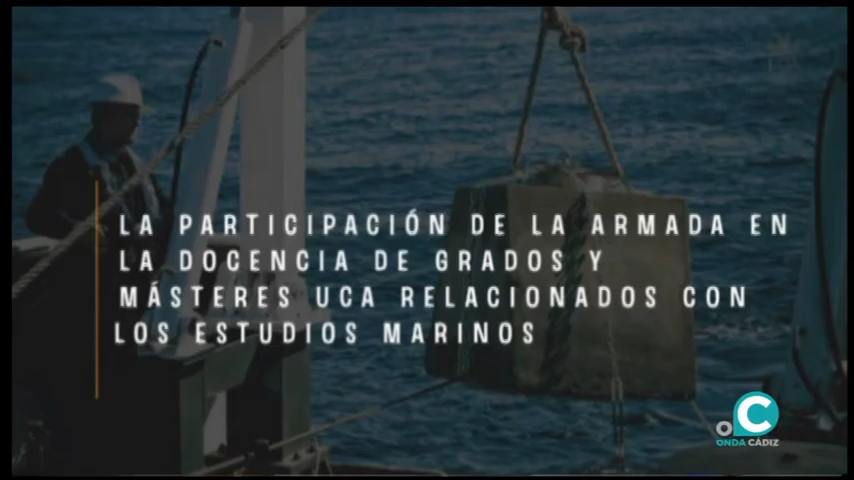 LA PARTICIPACIÓN DE LA ARMADA EN
LA DOCENCIA DE GRADOS Y
MÁSTERES UCA RELACIONADOS CON
LOS ESTUDIOS MARINOS
OC
ONDA CÁDIZ